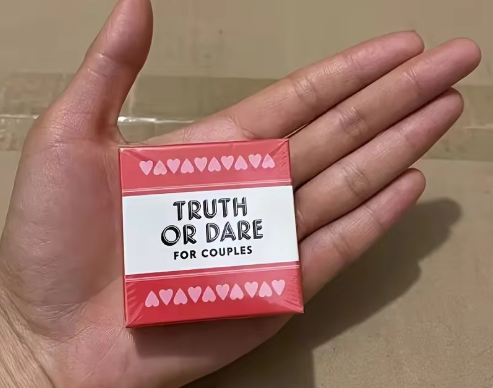 TRUTH
OR DARE
FOR COUPLES